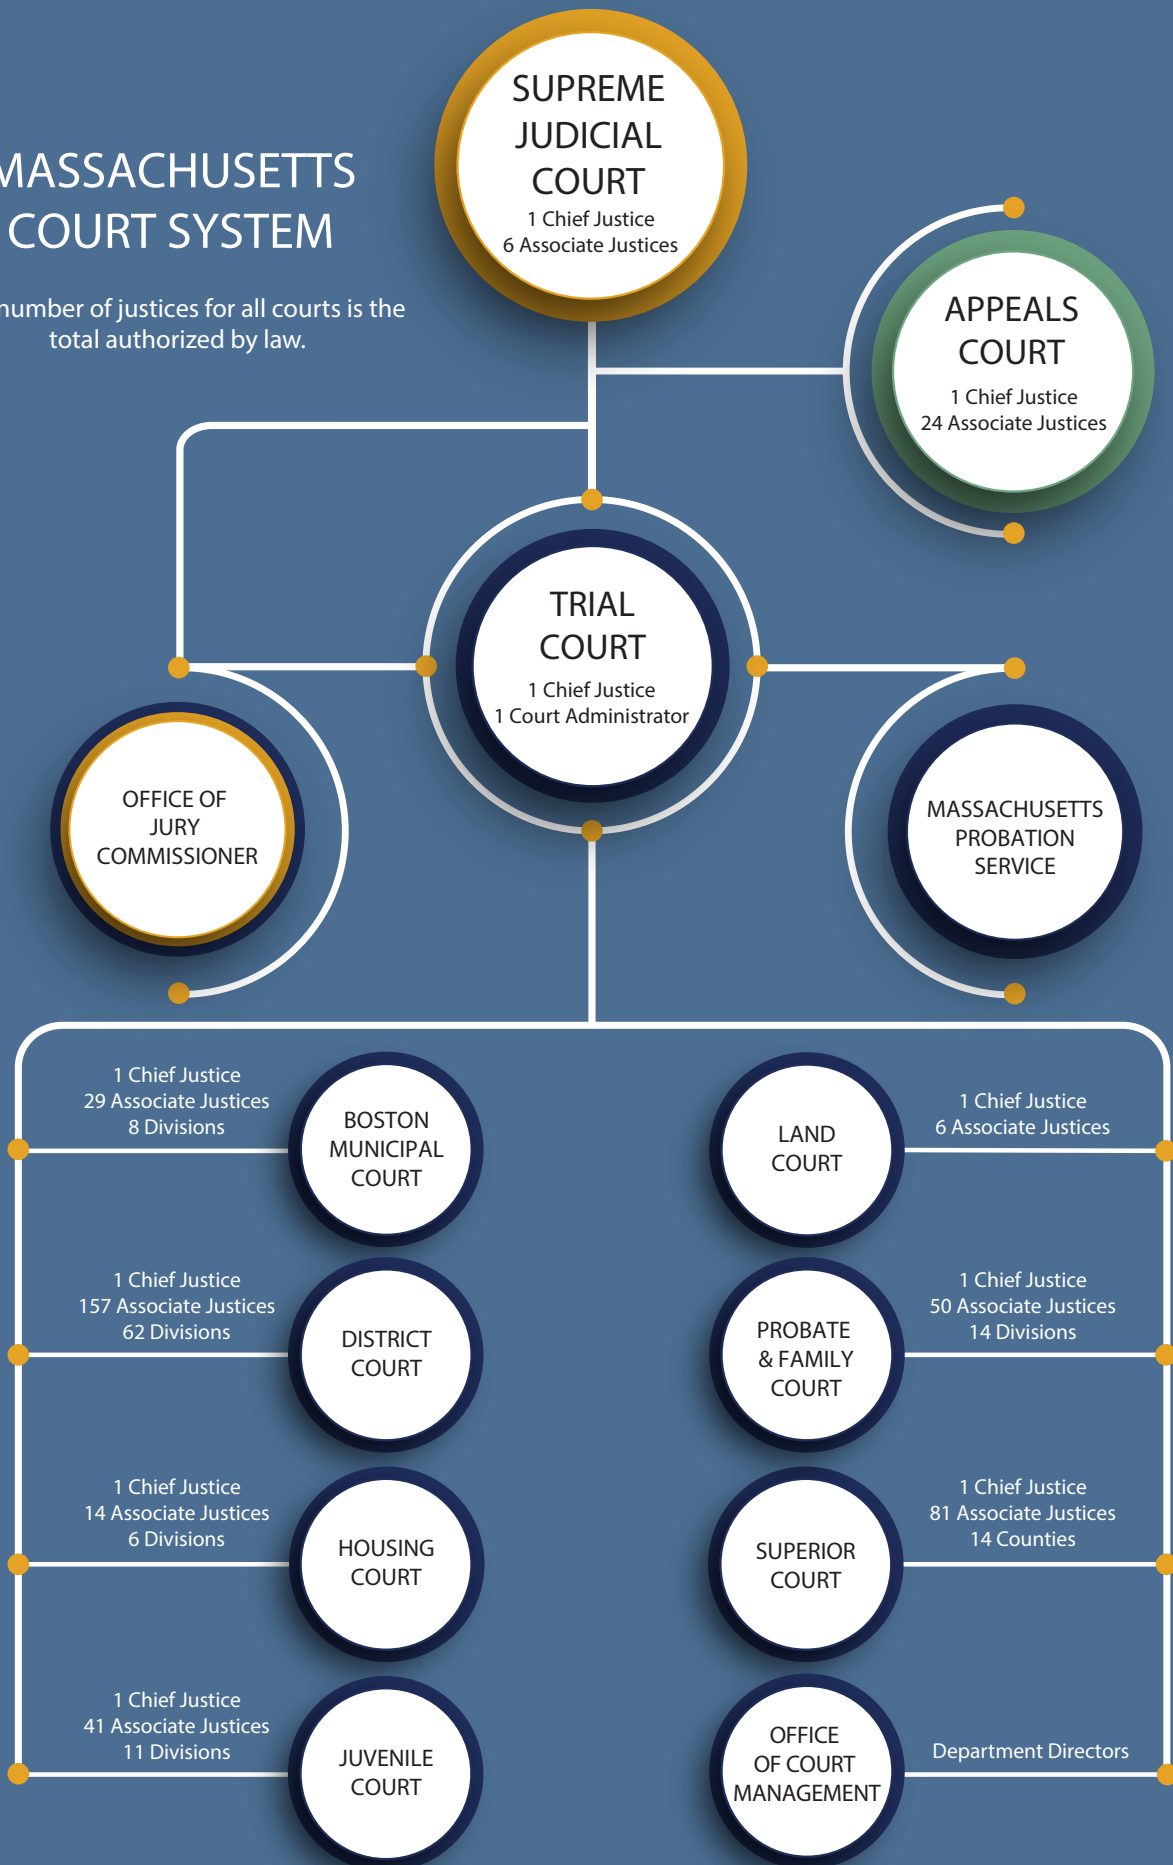 SUPREME
JUDICIAL
COURT
1 Chief Justice
6 Associate Justices
MASSACHUSETTS
COURT SYSTEM
number of justices for all courts is the
total authorized by law.
APPEALS
COURT
1 Chief Justice
24 Associate Justices
TRIAL
COURT
1 Chief Justice
1 Court Administrator
OFFICE OF
JURY
COMMISSIONER
MASSACHUSETTS
PROBATION
SERVICE
1 Chief Justice
29 Associate Justices
8 Divisions
BOSTON
MUNICIPAL
COURT
LAND
COURT
1 Chief Justice
6 Associate Justices
1 Chief Justice
157 Associate Justices
62 Divisions
DISTRICT
COURT
PROBATE
& FAMILY
COURT
1 Chief Justice
50 Associate Justices
14 Divisions
1 Chief Justice
14 Associate Justices
6 Divisions
HOUSING
COURT
SUPERIOR
COURT
1 Chief Justice
81 Associate Justices
14 Counties
1 Chief Justice
41 Associate Justices
11 Divisions
JUVENILE
COURT
OFFICE
OF COURT
MANAGEMENT
Department Directors